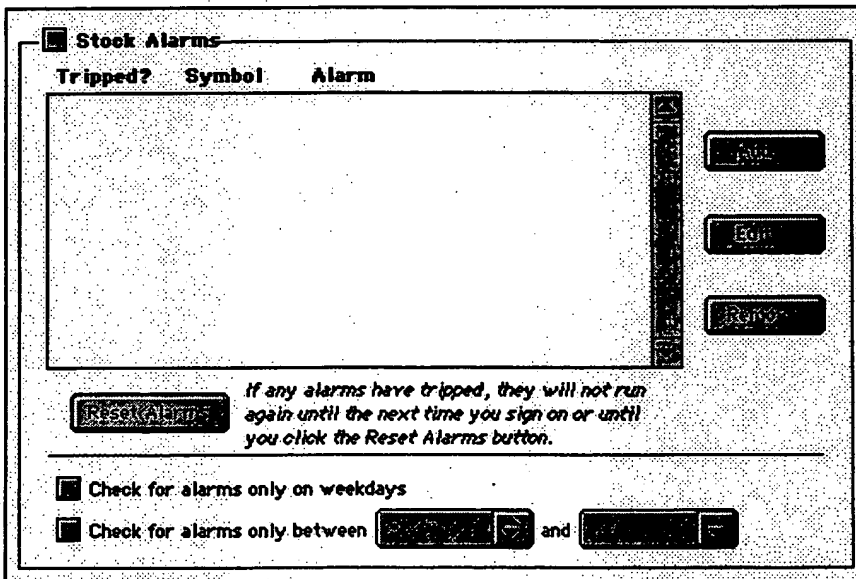 Stock Alarms
Tripped? Symbol Alarm
Edit
Reset Alarms
If any alarms have tripped, they will not run
again until the next time you sign on or until
you click the Reset Alarms button.
Check for alarms only on weekdays
Check for alarms only between and